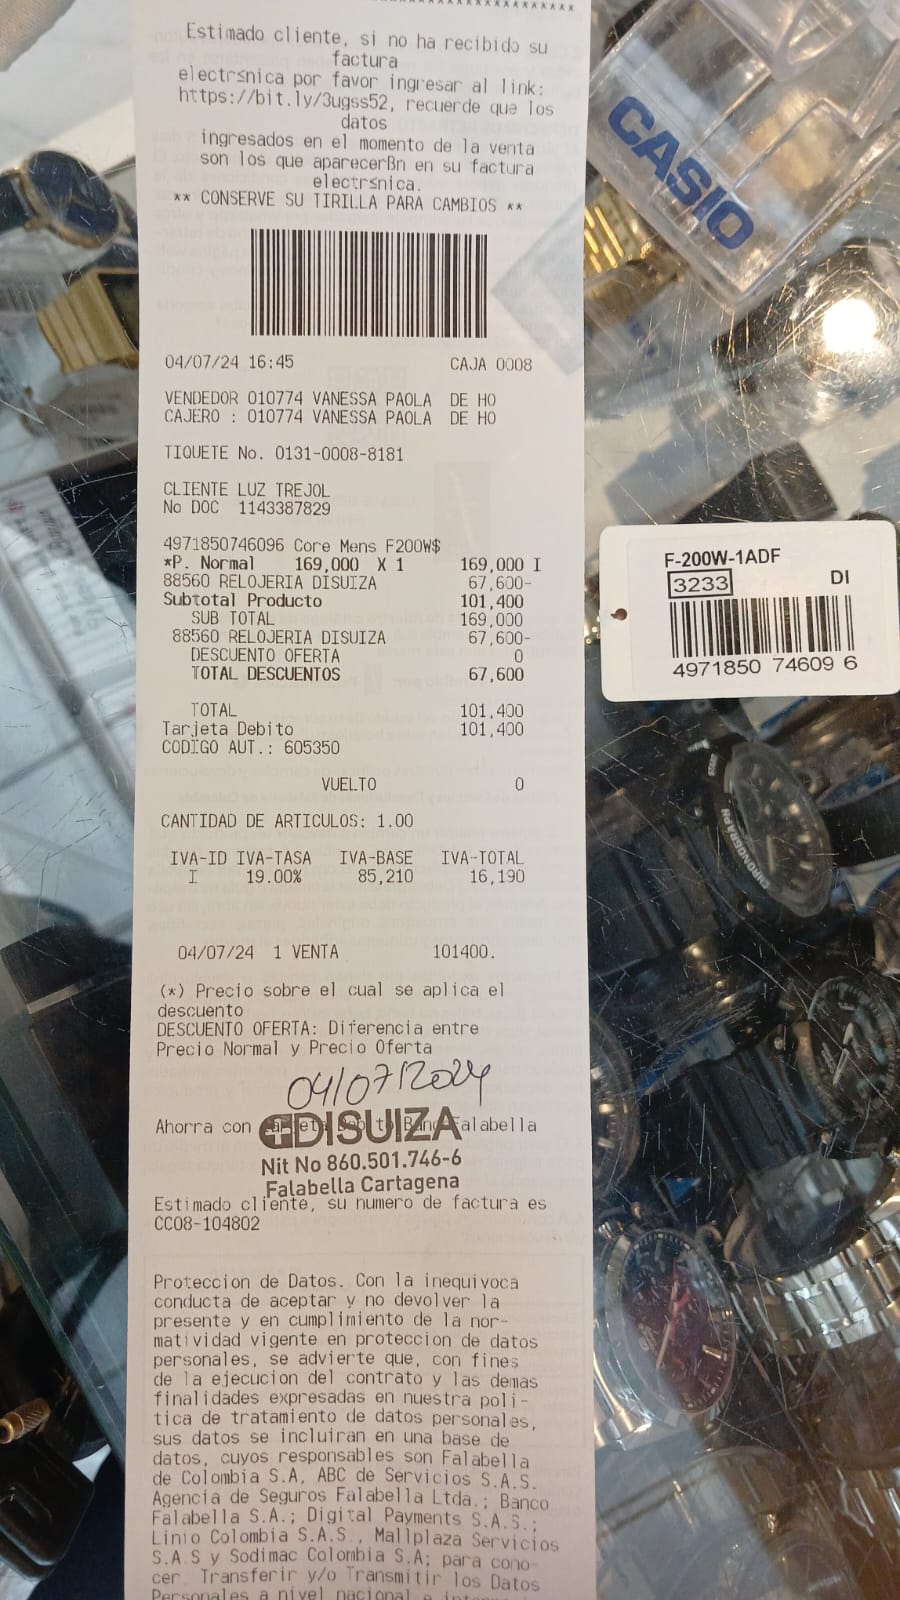 Estimado cliente, si no ha recibido su
factura
electrśnica por favor ingresar al link:
https://bit.ly/3ugss52, recuerde que los
datos
ingresados en el momento de la venta
son los que aparecerßn en su factura
electrśnica.
** CONSERVE SU TIRILLA PARA CAMBIOS **
04/07/24 16:45 CAJA 0008
VENDEDOR 010774 VANESSA PAOLA DE HO
CAJERO : 010774 VANESSA PAOLA DE HO
TIQUETE No. 0131-0008-8181
CLIENTE LUZ TREJOL
No DOC 1143387829
4971850746096 Core Mens F200W$
*P. Normal 169,000 X 1 169,000 I
88560 RELOJERIA DISUIZA 67,600-
Subtotal Producto 101,400
SUB TOTAL 169,000
88560 RELOJERIA DISUIZA 67,600-
DESCUENTO OFERTA 0
TOTAL DESCUENTOS 67,600
TOTAL 101,400
Tarjeta Debito 101,400
CODIGO AUT.: 605350
VUELTO 0
CANTIDAD DE ARTICULOS: 1.00
IVA-ID IVA-TASA IVA-BASE IVA-TOTAL
I 19.00% 85,210 16,190
04/07/24 1 VENTA 101400.
(*) Precio sobre el cual se aplica el
descuento
DESCUENTO OFERTA: Diferencia entre
Precio Normal y Precio Oferta
04/07/2024
Ahorra con Tarjeta Debito Banco Falabella
DISUIZA
Nit No 860.501.746-6
Falabella Cartagena
Estimado cliente, su numero de factura es
CC08-104802
Proteccion de Datos. Con la inequivoca
conducta de aceptar y no devolver la
presente y en cumplimiento de la nor-
matividad vigente en proteccion de datos
personales, se advierte que, con fines
de la ejecucion del contrato y las demas
finalidades expresadas en nuestra poli-
tica de tratamiento de datos personales,
sus datos se incluiran en una base de
datos, cuyos responsables son Falabella
de Colombia S.A, ABC de Servicios S.A.S.
Agencia de Seguros Falabella Ltda.; Banco
Falabella S.A.; Digital Payments S.A.S.;
Linio Colombia S.A.S., Mallplaza Servicios
S.A.S y Sodimac Colombia S.A; para cono-
cer, Transferir y/o Transmitir los Datos
Personales a nivel nacional e
CASIO
F-200W-1ADF
3233 DI
4971850 74609 6
CHRONOGRAPH